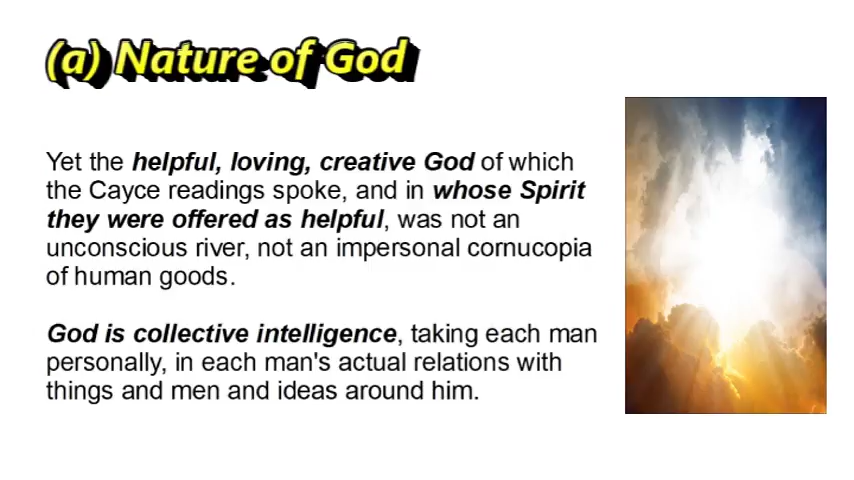 (a) Nature of God
Yet the helpful, loving, creative God of which
the Cayce readings spoke, and in whose Spirit
they were offered as helpful, was not an
unconscious river, not an impersonal cornucopia
of human goods.
God is collective intelligence, taking each man
personally, in each man's actual relations with
things and men and ideas around him.